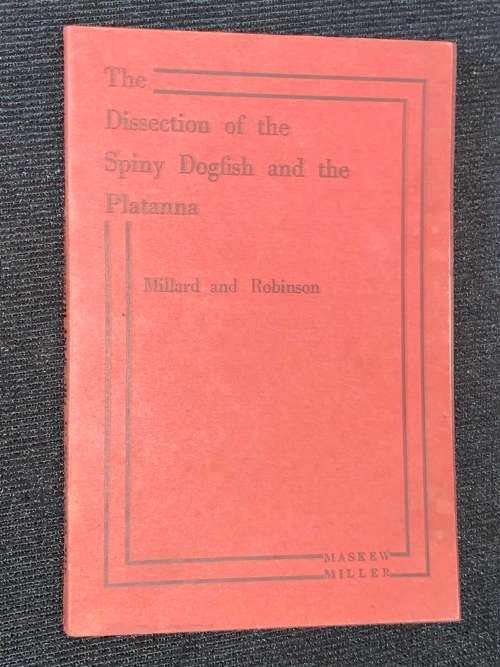 The
Dissection of the
Spiny Dogfish and the
Platanna
Millard and Robinson
MASKEW
MILLER